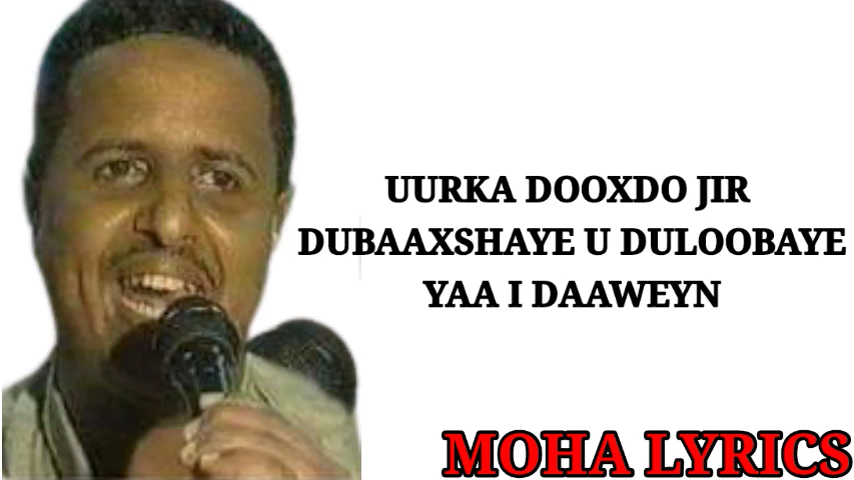 UURKA DOOXDO JIR
DUBAAXSHAYE U DULOOBAYE
YAA I DAAWEYN
MOHA LYRICS